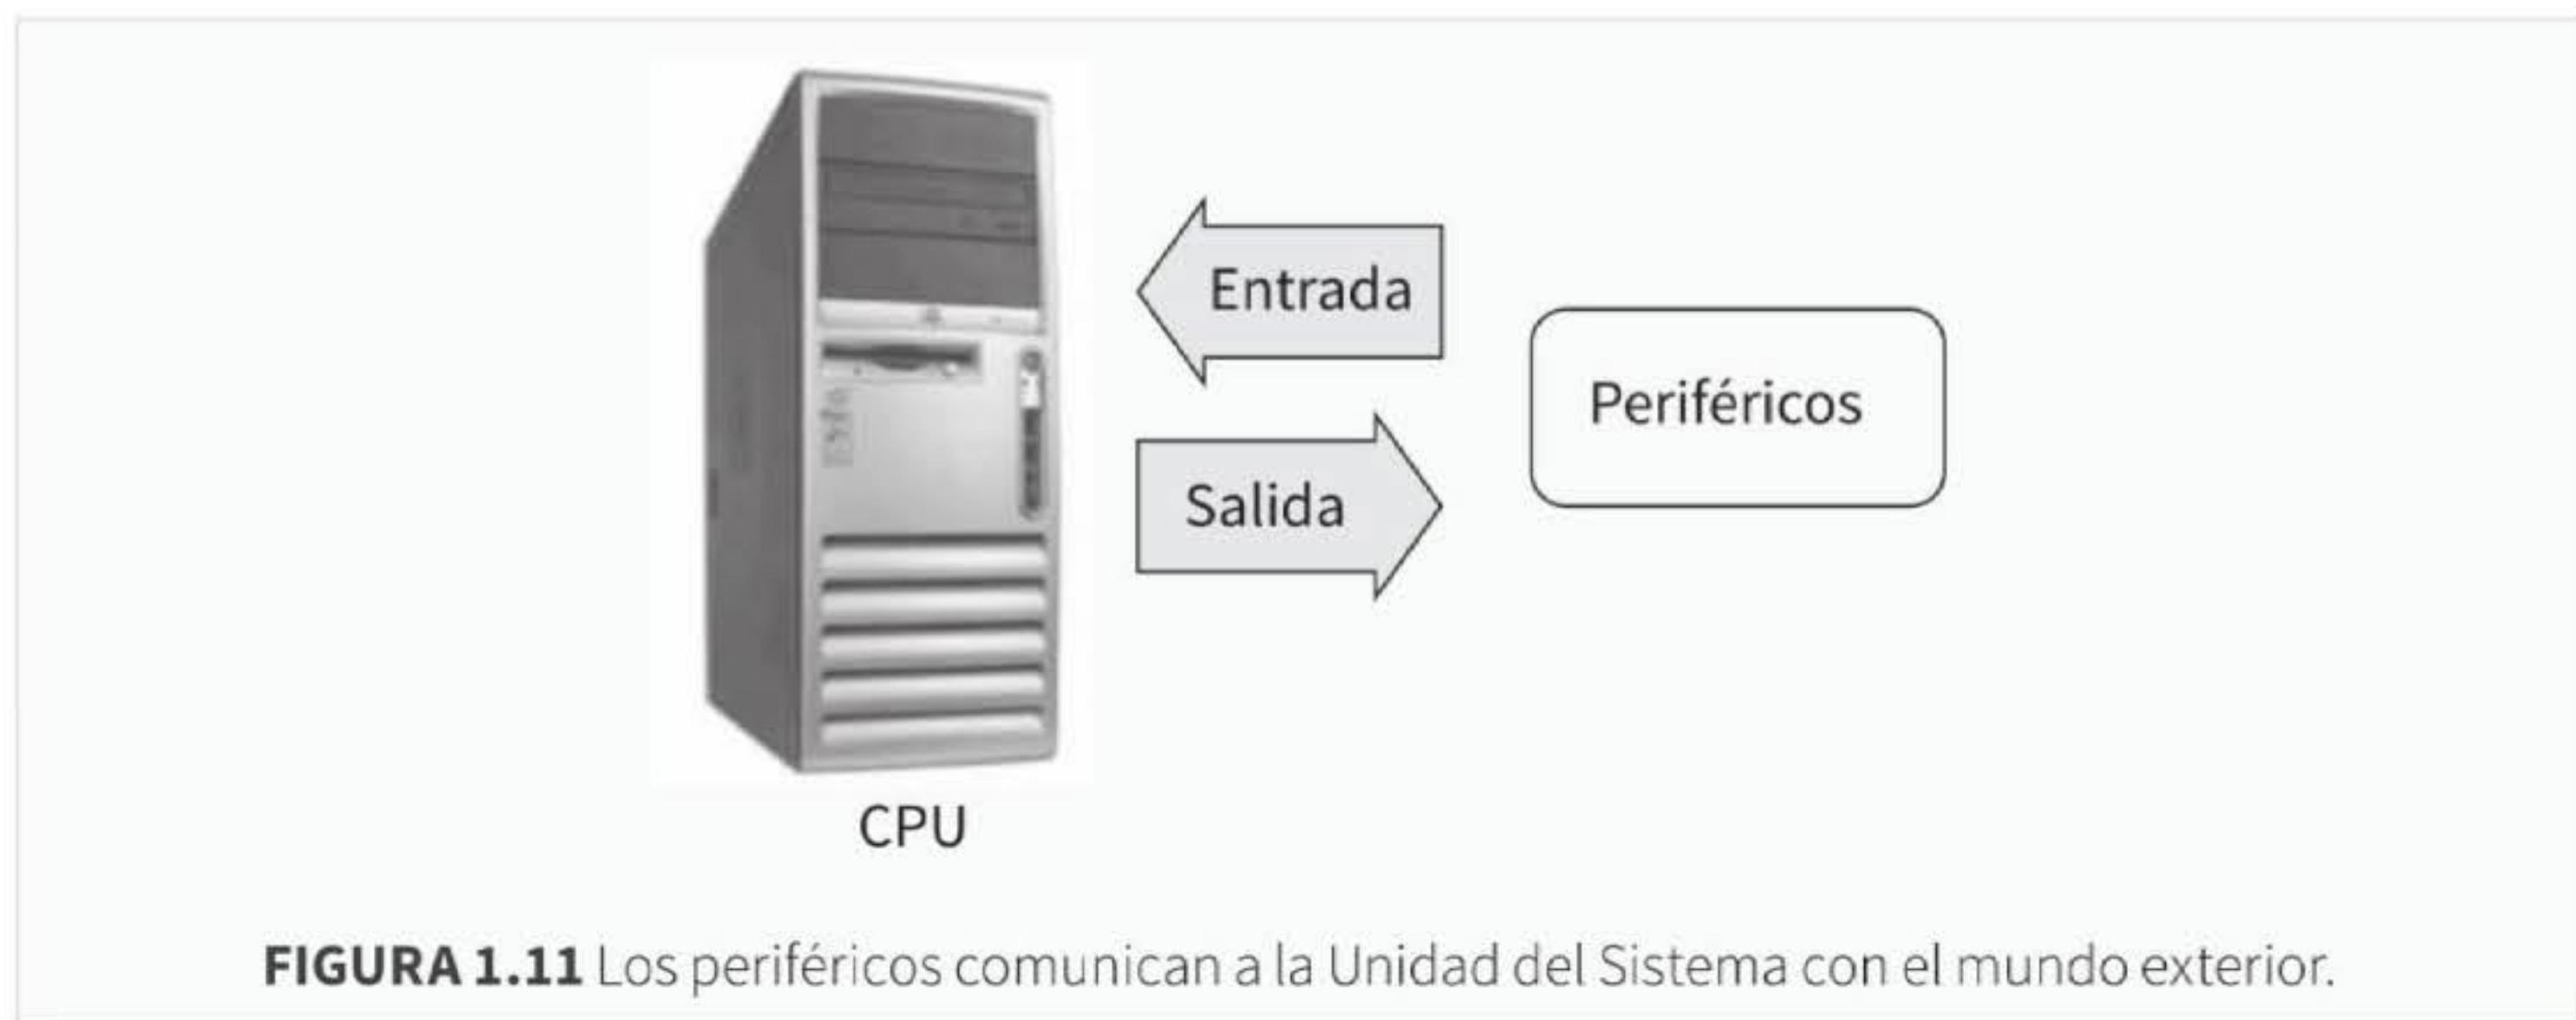 Entrada
Periféricos
Salida
CPU
FIGURA 1.11 Los periféricos comunican a la Unidad del Sistema con el mundo exterior.